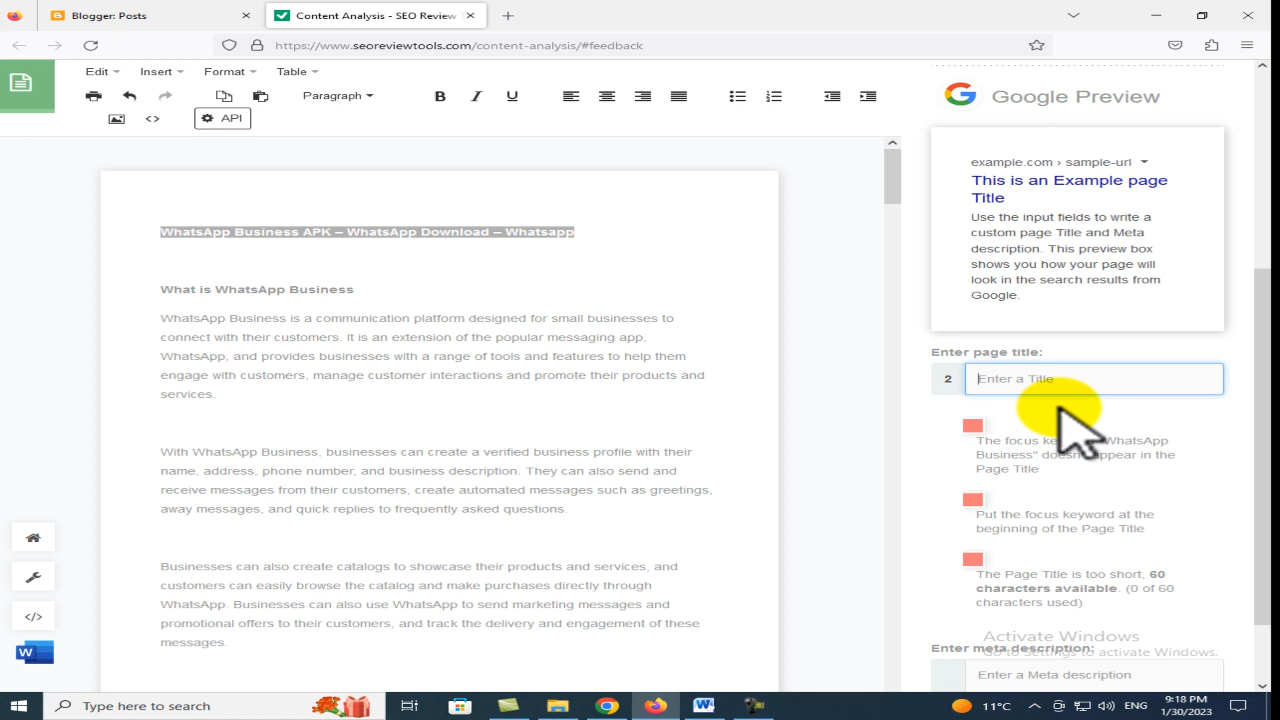 Blogger: Posts
Content Analysis - SEO Review T
https://www.seoreviewtools.com/content-analysis/#feedback
Edit
Insert
Format
Table
Paragraph
B
I
U
API
WhatsApp Business APK – WhatsApp Download – Whatsapp
What is WhatsApp Business
WhatsApp Business is a communication platform designed for small businesses to
connect with their customers. It is an extension of the popular messaging app,
WhatsApp, and provides businesses with a range of tools and features to help them
engage with customers, manage customer interactions and promote their products and
services.
With WhatsApp Business, businesses can create a verified business profile with their
name, address, phone number, and business description. They can also send and
receive messages from their customers, create automated messages such as greetings,
away messages, and quick replies to frequently asked questions.
Businesses can also create catalogs to showcase their products and services, and
customers can easily browse the catalog and make purchases directly through
WhatsApp. Businesses can also use WhatsApp to send marketing messages and
promotional offers to their customers, and track the delivery and engagement of these
messages.
Google Preview
example.com › sample-url
This is an Example page
Title
Use the input fields to write a
custom page Title and Meta
description. This preview box
shows you how your page will
look in the search results from
Google.
Enter page title:
2
Enter a Title
The focus WhatsApp
Business" doesn appear in the
Page Title
Put the focus keyword at the
beginning of the Page Title
The Page Title is too short, 60
characters available. (0 of 60
characters used)
Activate Windows
Enter meta description:
Go to Settings to activate Windows.
Enter a Meta description
W
Type here to search
11°C
ENG
9:18 PM
1/30/2023